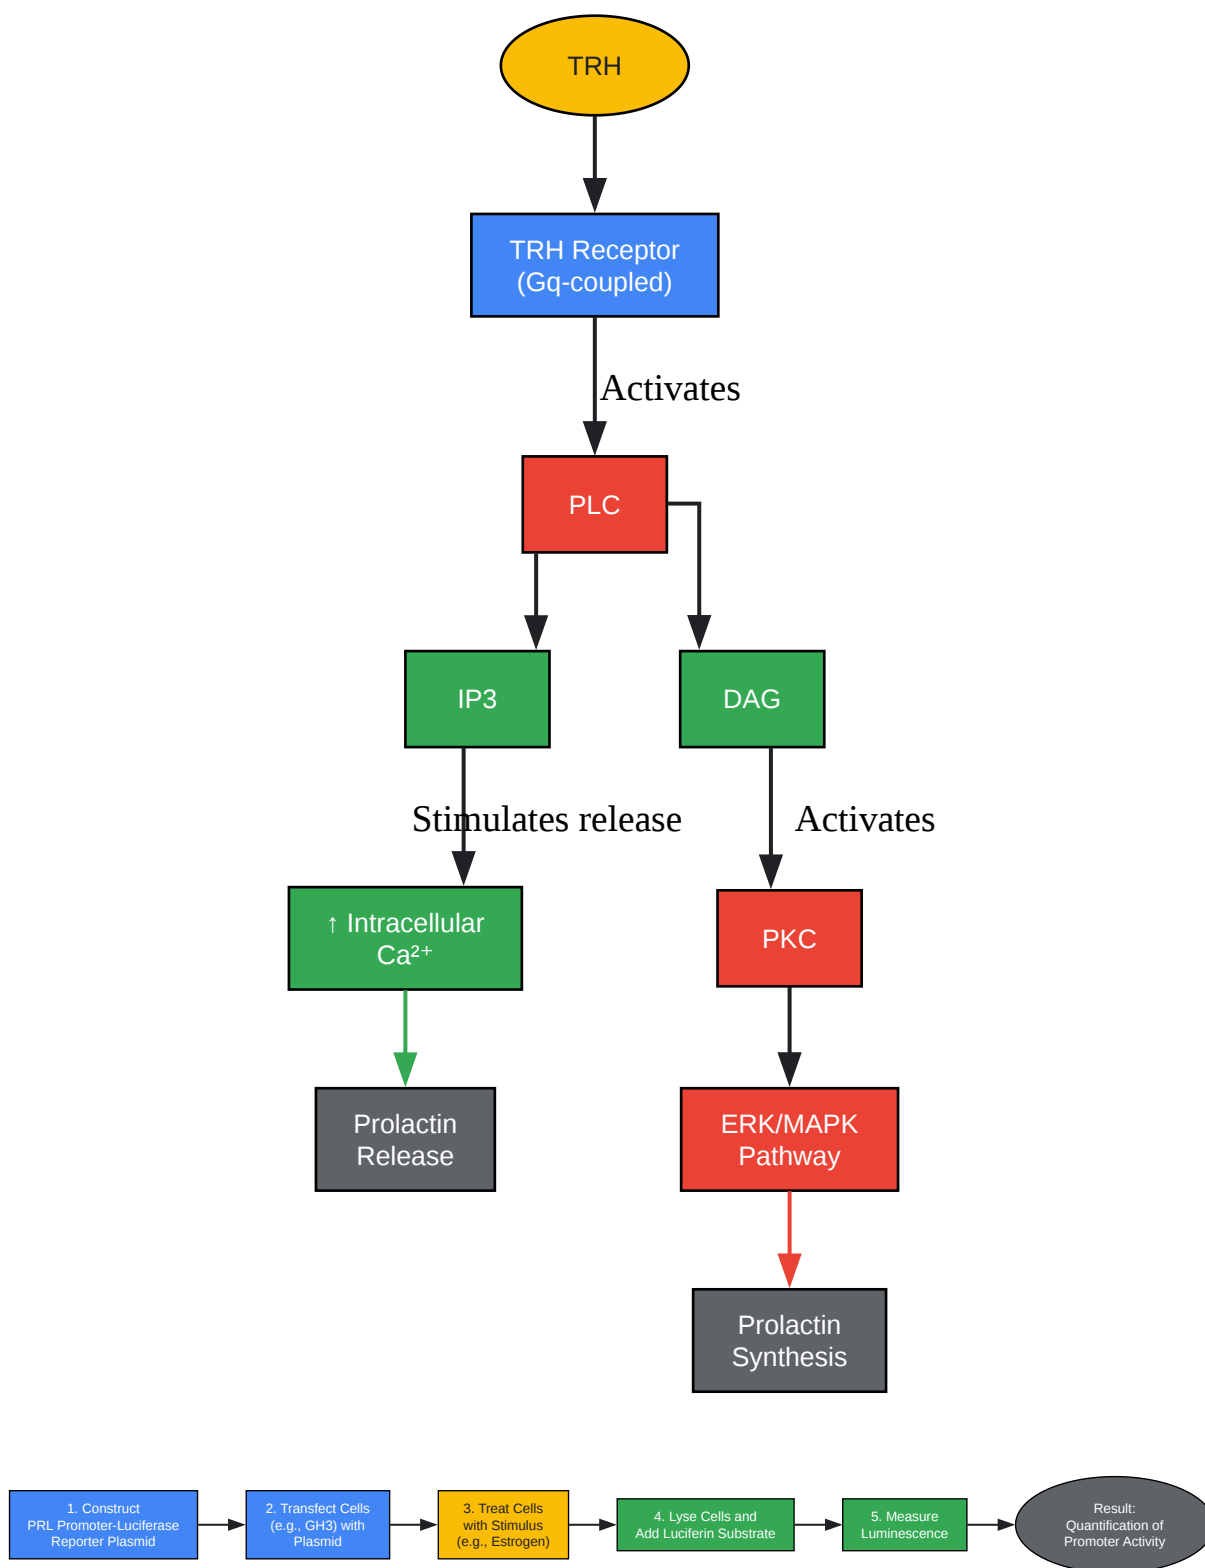 TRH
TRH Receptor
(Gq-coupled)
Activates
PLC
IP3
DAG
Stimulates release
Activates
↑ Intracellular
Ca²⁺
PKC
Prolactin
Release
ERK/MAPK
Pathway
Prolactin
Synthesis
1. Construct
PRL Promoter-Luciferase
Reporter Plasmid
2. Transfect Cells
(e.g., GH3) with
Plasmid
3. Treat Cells
with Stimulus
(e.g., Estrogen)
4. Lyse Cells and
Add Luciferin Substrate
5. Measure
Luminescence
Result:
Quantification of
Promoter Activity